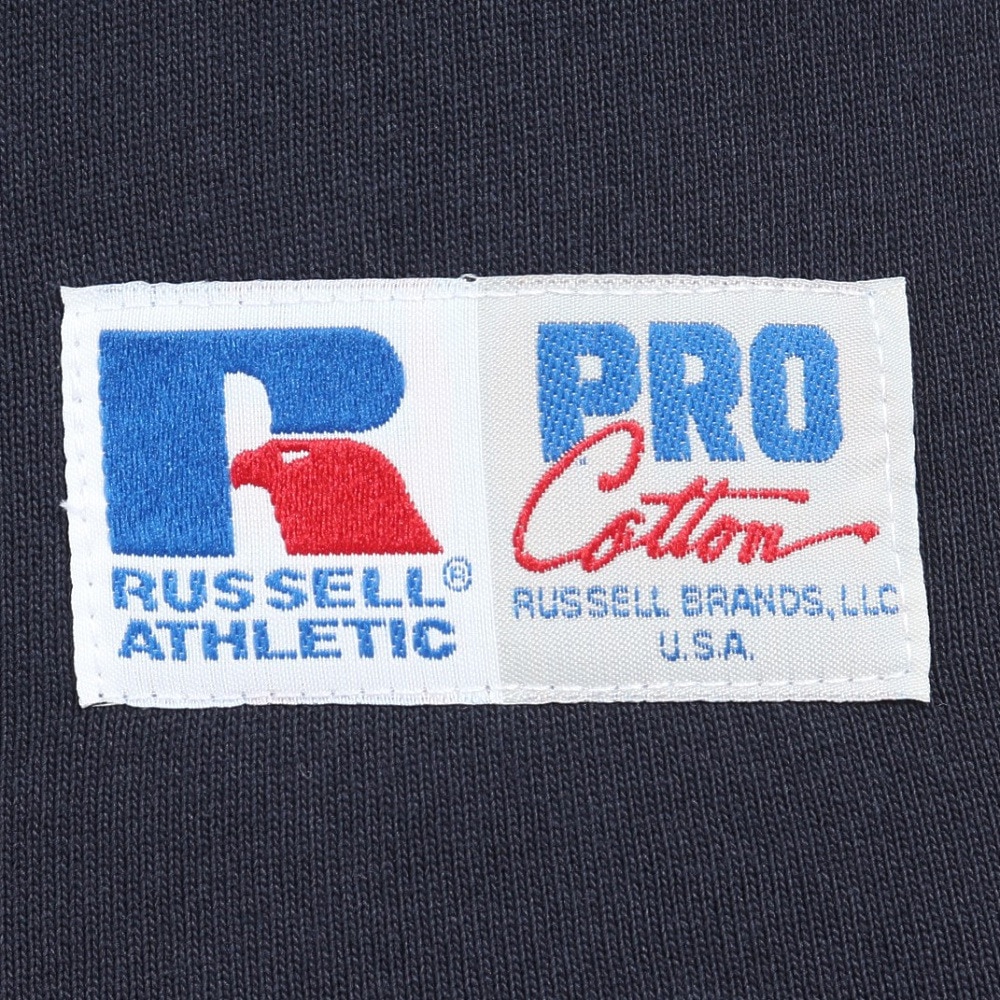 R
RUSSELL®
ATHLETIC
PRO
Cotton
RUSSELL BRANDS, LLC
U.S.A.